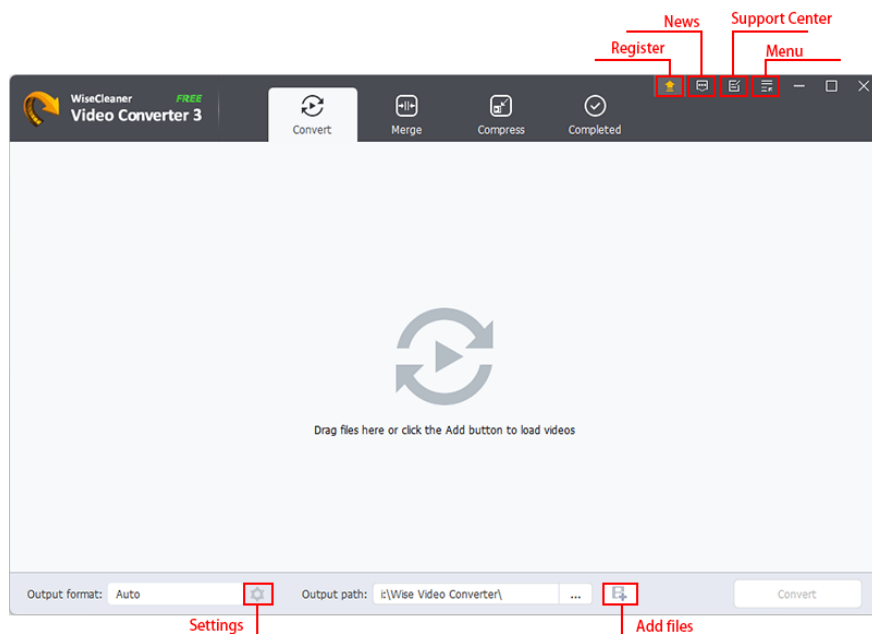 News
Support Center
Register
Menu
WiseCleaner FREE
Video Converter 3
Convert
Merge
Compress
Completed
Drag files here or click the Add button to load videos
Output format: Auto
Output path: :\Wise Video Converter\ ...
Convert
Settings
Add files